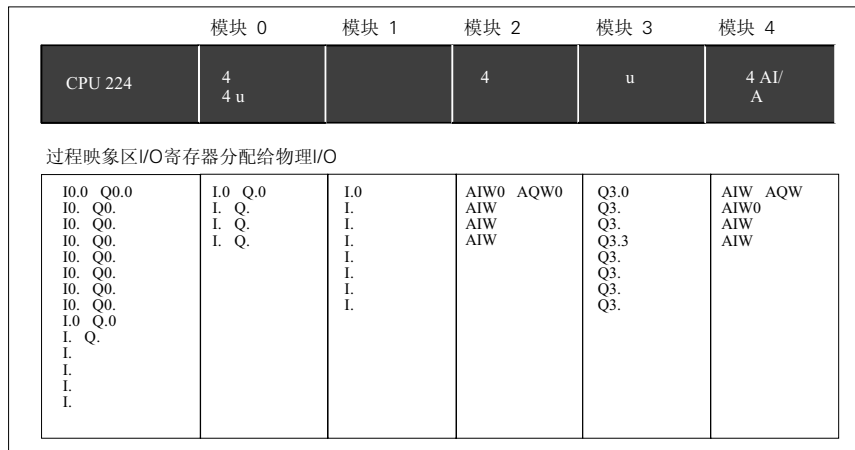 模块 0 模块 1 模块 2 模块 3 模块 4
CPU 224
4
4 u
4
u
4 AI/
A
过程映象区I/O寄存器分配给物理I/O
I0.0 Q0.0
I0. Q0.
I0. Q0.
I0. Q0.
I0. Q0.
I0. Q0.
I0. Q0.
I0. Q0.
I.0 Q.0
I. Q.
I.
I.
I.
I.
I.0 Q.0
I. Q.
I. Q.
I. Q.
I.0
I.
I.
I.
I.
I.
I.
I.
AIW0 AQW0
AIW
AIW
AIW
Q3.0
Q3.
Q3.
Q3.3
Q3.
Q3.
Q3.
Q3.
AIW AQW
AIW0
AIW
AIW